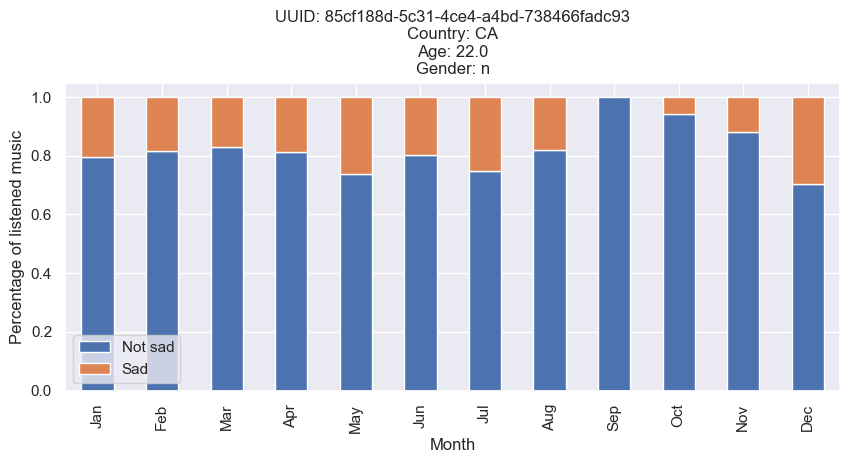 UUID: 85cf188d-5c31-4ce4-a4bd-738466fadc93
Country: CA
Age: 22.0
Gender: n
Percentage of listened music
1.0
0.8
0.6
0.4
0.2
0.0
Not sad
Sad
Jan
Feb
Mar
Apr
May
Jun
Jul
Aug
Sep
Oct
Nov
Dec
Month